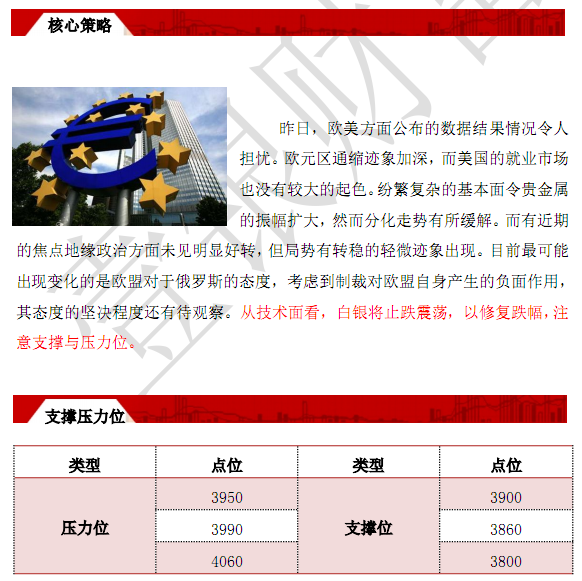 核心策略
昨日，欧美方面公布的数据结果情况令人
担忧。欧元区通缩迹象加深，而美国的就业市场
也没有较大的起色。纷繁复杂的基本面令贵金属
的振幅扩大，然而分化走势有所缓解。而有近期
的焦点地缘政治方面未见明显好转，但局势有转稳的轻微迹象出现。目前最可能
出现变化的是欧盟对于俄罗斯的态度，考虑到制裁对欧盟自身产生的负面作用，
其态度的坚决程度还有待观察。从技术面看，白银将止跌震荡，以修复跌幅，注
意支撑与压力位。
支撑压力位
类型 点位 类型 点位
3950 3900
压力位 3990 支撑位 3860
4060 3800